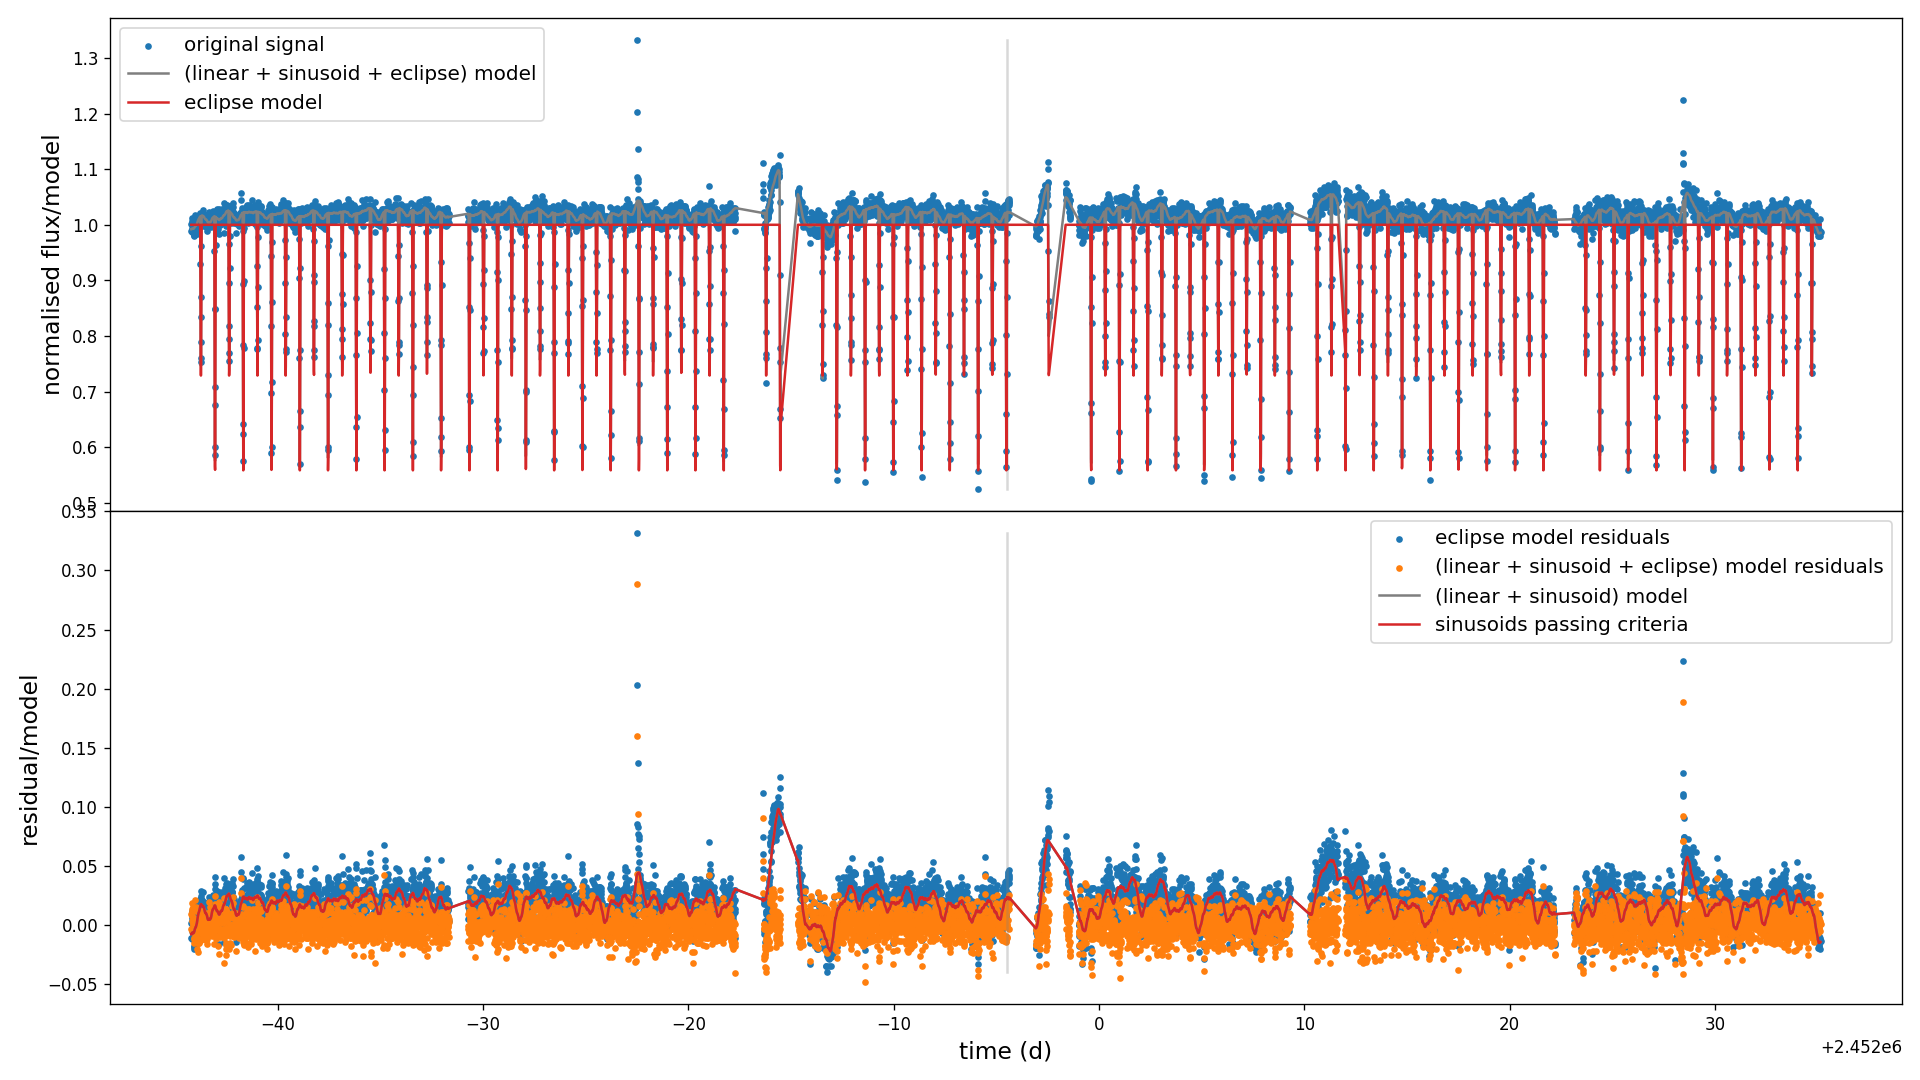 original signal
(linear + sinusoid + eclipse) model
eclipse model
normalised flux/model
1.3
1.2
1.1
1.0
0.9
0.8
0.7
0.6
0.5
eclipse model residuals
(linear + sinusoid + eclipse) model residuals
(linear + sinusoid) model
sinusoids passing criteria
residual/model
0.35
0.30
0.25
0.20
0.15
0.10
0.05
0.00
−0.05
−40 −30 −20 −10 0 10 20 30
time (d)
+2.452e6